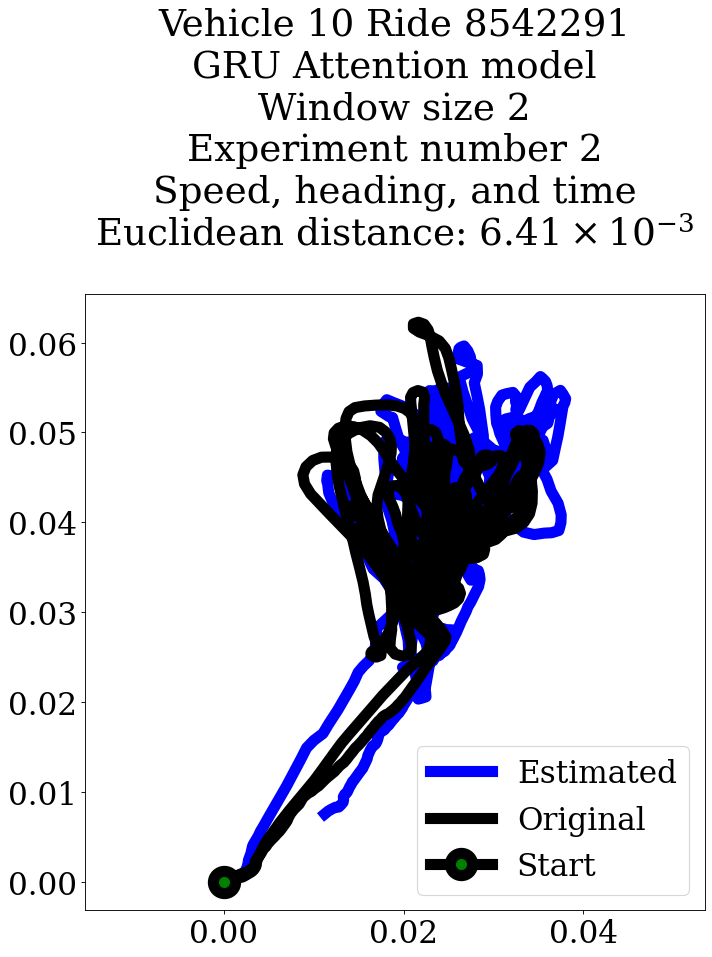 Vehicle 10 Ride 8542291
GRU Attention model
Window size 2
Experiment number 2
Speed, heading, and time
Euclidean distance: 6.41 × 10⁻³
0.06
0.05
0.04
0.03
0.02
0.01
0.00
Estimated
Original
Start
0.00 0.02 0.04